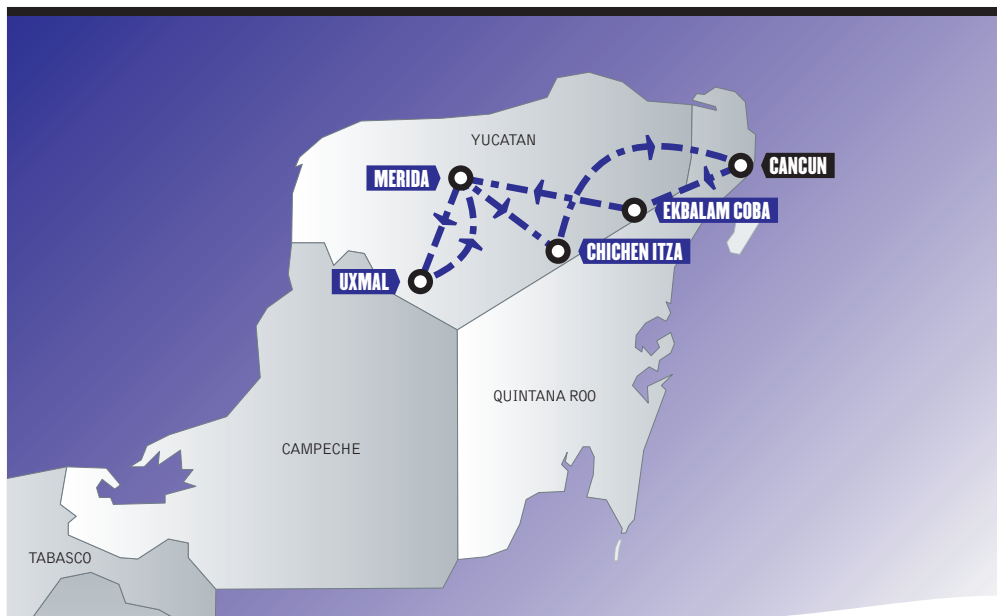 YUCATAN
CANCUN
MERIDA
EKBALAM COBA
CHICHEN ITZA
UXMAL
QUINTANA ROO
CAMPECHE
TABASCO